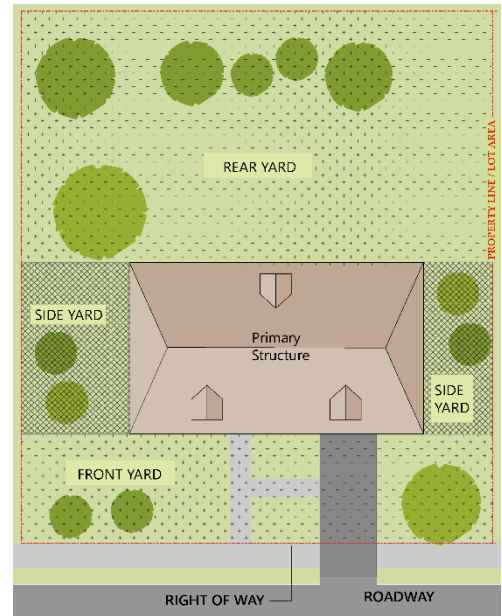 PROPERTY LINE / LOT AREA
REAR YARD
SIDE YARD
Primary
Structure
SIDE
YARD
FRONT YARD
RIGHT OF WAY
ROADWAY